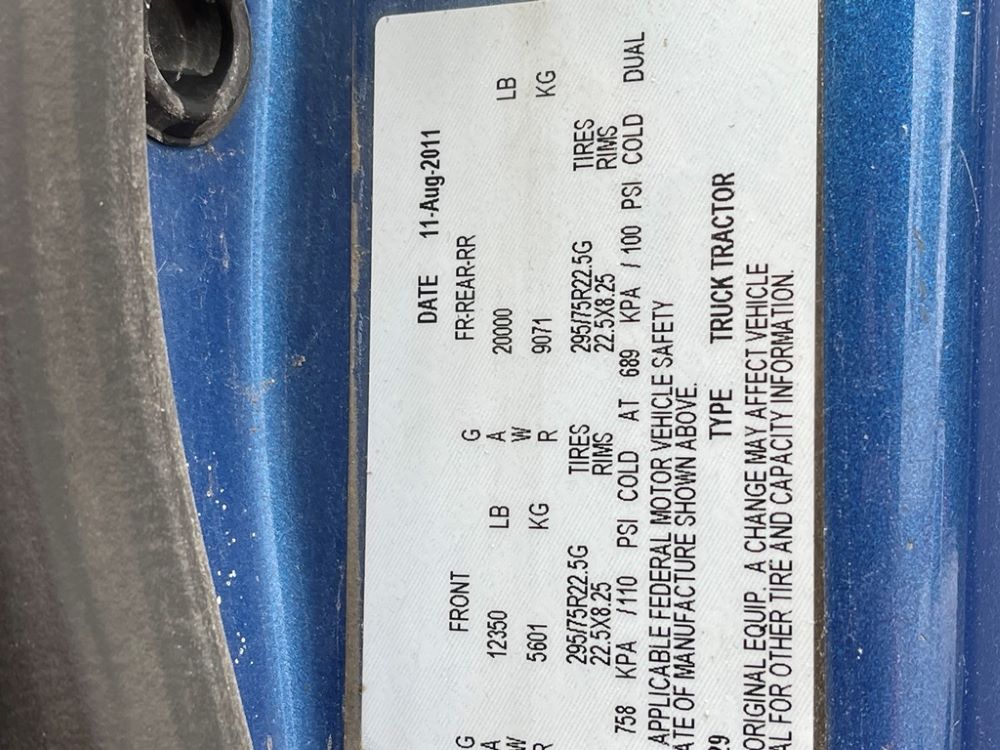 DATE 11-Aug-2011
FRONT FR-REAR-RR
G 12350 LB G 20000 LB
A A
W 5601 KG W 9071 KG
R R
295/75R22.5G TIRES 295/75R22.5G TIRES
22.5X8.25 RIMS 22.5X8.25 RIMS
758 KPA /110 PSI COLD AT 689 KPA / 100 PSI COLD DUAL
APPLICABLE FEDERAL MOTOR VEHICLE SAFETY
ATE OF MANUFACTURE SHOWN ABOVE.
29 TYPE TRUCK TRACTOR
ORIGINAL EQUIP.. A CHANGE MAY AFFECT VEHICLE
AL FOR OTHER TIRE AND CAPACITY INFORMATION.